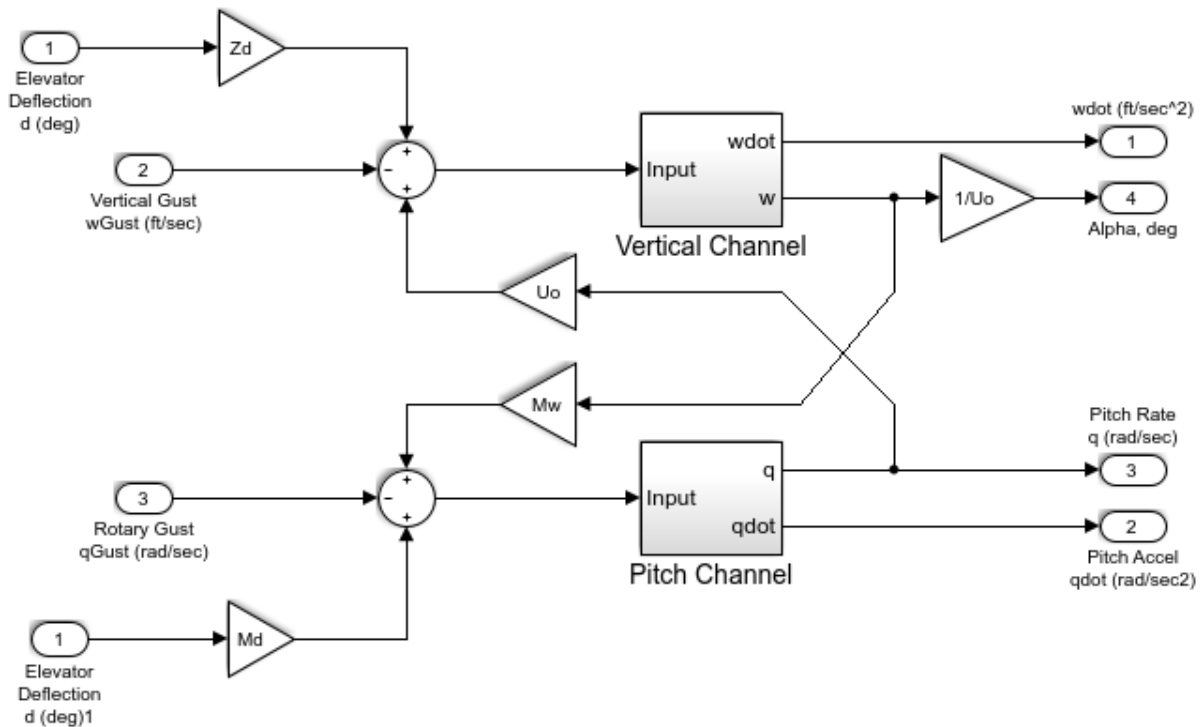 1
Zd
Elevator
Deflection
d (deg)
2
Vertical Gust
wGust (ft/sec)
+
−
+
Input
wdot
w
Vertical Channel
wdot (ft/sec^2)
1
1/Uo
4
Alpha, deg
Uo
Mw
3
Rotary Gust
qGust (rad/sec)
+
−
+
Input
q
qdot
Pitch Channel
Pitch Rate
q (rad/sec)
3
2
Pitch Accel
qdot (rad/sec2)
1
Md
Elevator
Deflection
d (deg)1